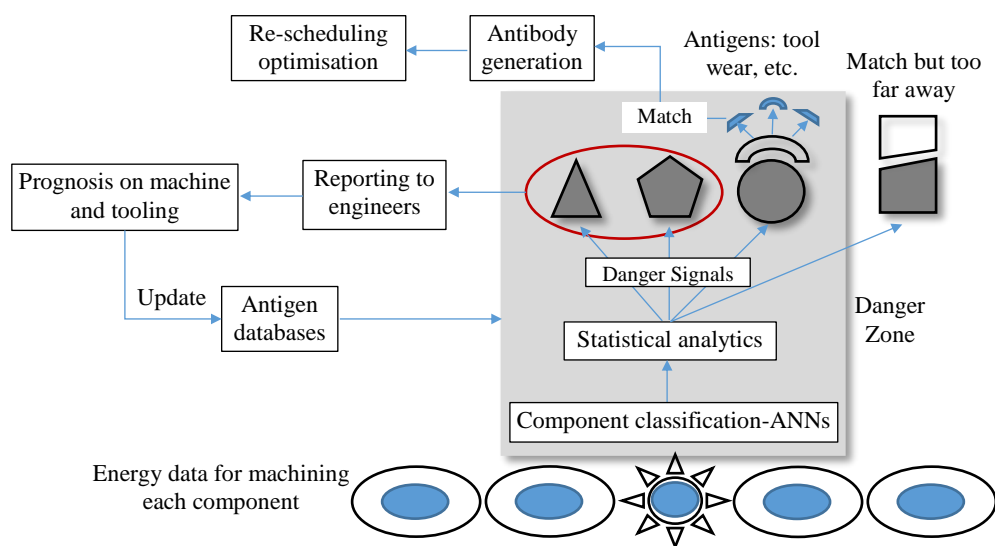 Re-scheduling
optimisation
Antibody
generation
Antigens: tool
wear, etc.
Match but too
far away
Match
Prognosis on machine
and tooling
Reporting to
engineers
Danger Signals
Update
Antigen
databases
Danger
Zone
Statistical analytics
Component classification-ANNs
Energy data for machining
each component